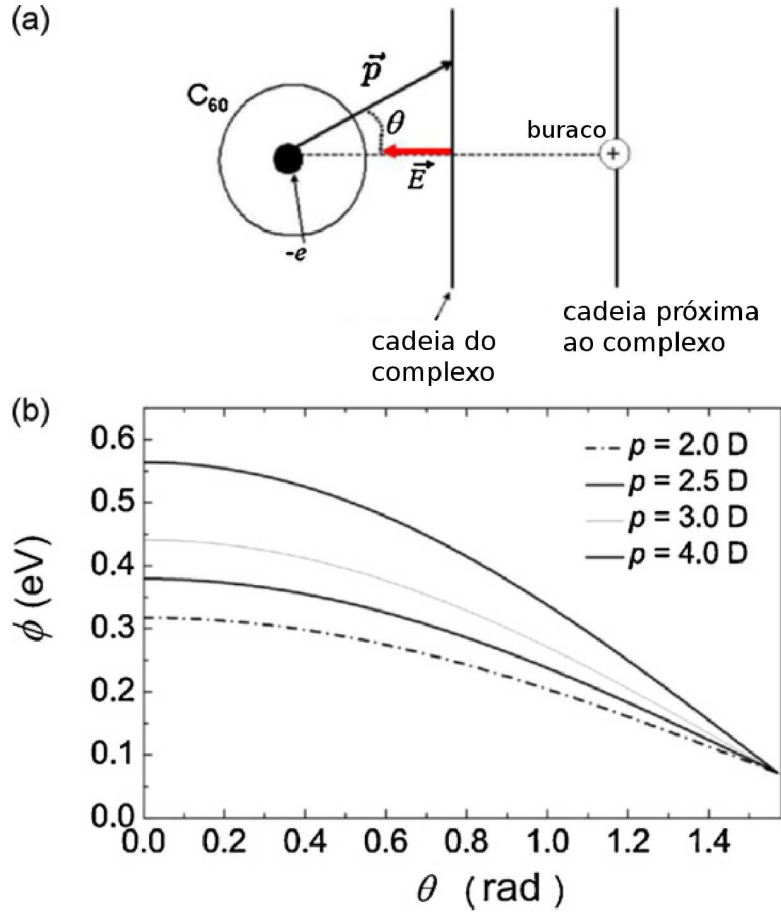 (a)
C60
p⃗
θ
E⃗
-e
buraco
+
cadeia do
complexo
cadeia próxima
ao complexo
(b)
ϕ (eV)
0.6
0.5
0.4
0.3
0.2
0.1
0.0
p = 2.0 D
p = 2.5 D
p = 3.0 D
p = 4.0 D
0.0 0.2 0.4 0.6 0.8 1.0 1.2 1.4
θ (rad)